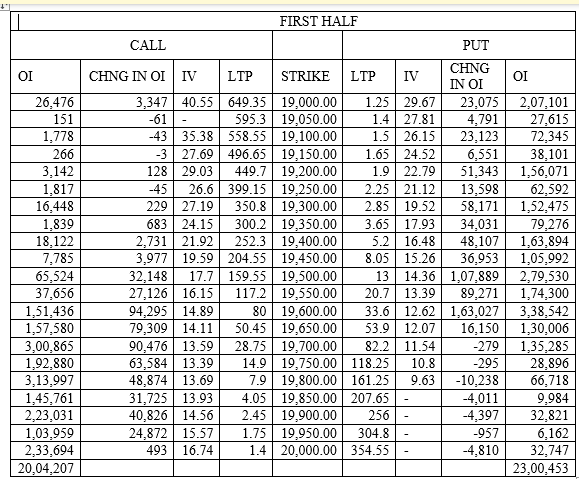 FIRST HALF
CALL PUT
OI CHNG IN OI IV LTP STRIKE LTP IV CHNG IN OI OI
26,476 3,347 40.55 649.35 19,000.00 1.25 29.67 23,075 2,07,101
151 -61 - 595.3 19,050.00 1.4 27.81 4,791 27,615
1,778 -43 35.38 558.55 19,100.00 1.5 26.15 23,123 72,345
266 -3 27.69 496.65 19,150.00 1.65 24.52 6,551 38,101
3,142 128 29.03 449.7 19,200.00 1.9 22.79 51,343 1,56,071
1,817 -45 26.6 399.15 19,250.00 2.25 21.12 13,598 62,592
16,448 229 27.19 350.8 19,300.00 2.85 19.52 58,171 1,52,475
1,839 683 24.15 300.2 19,350.00 3.65 17.93 34,031 79,276
18,122 2,731 21.92 252.3 19,400.00 5.2 16.48 48,107 1,63,894
7,785 3,977 19.59 204.55 19,450.00 8.05 15.26 36,953 1,05,992
65,524 32,148 17.7 159.55 19,500.00 13 14.36 1,07,889 2,79,530
37,656 27,126 16.15 117.2 19,550.00 20.7 13.39 89,271 1,74,300
1,51,436 94,295 14.89 80 19,600.00 33.6 12.62 1,63,027 3,38,542
1,57,580 79,309 14.11 50.45 19,650.00 53.9 12.07 16,150 1,30,006
3,00,865 90,476 13.59 28.75 19,700.00 82.2 11.54 -279 1,35,285
1,92,880 63,584 13.39 14.9 19,750.00 118.25 10.8 -295 28,896
3,13,997 48,874 13.69 7.9 19,800.00 161.25 9.63 -10,238 66,718
1,45,761 31,725 13.93 4.05 19,850.00 207.65 - -4,011 9,984
2,23,031 40,826 14.56 2.45 19,900.00 256 - -4,397 32,821
1,03,959 24,872 15.57 1.75 19,950.00 304.8 - -957 6,162
2,33,694 493 16.74 1.4 20,000.00 354.55 - -4,810 32,747
20,04,207 23,00,453